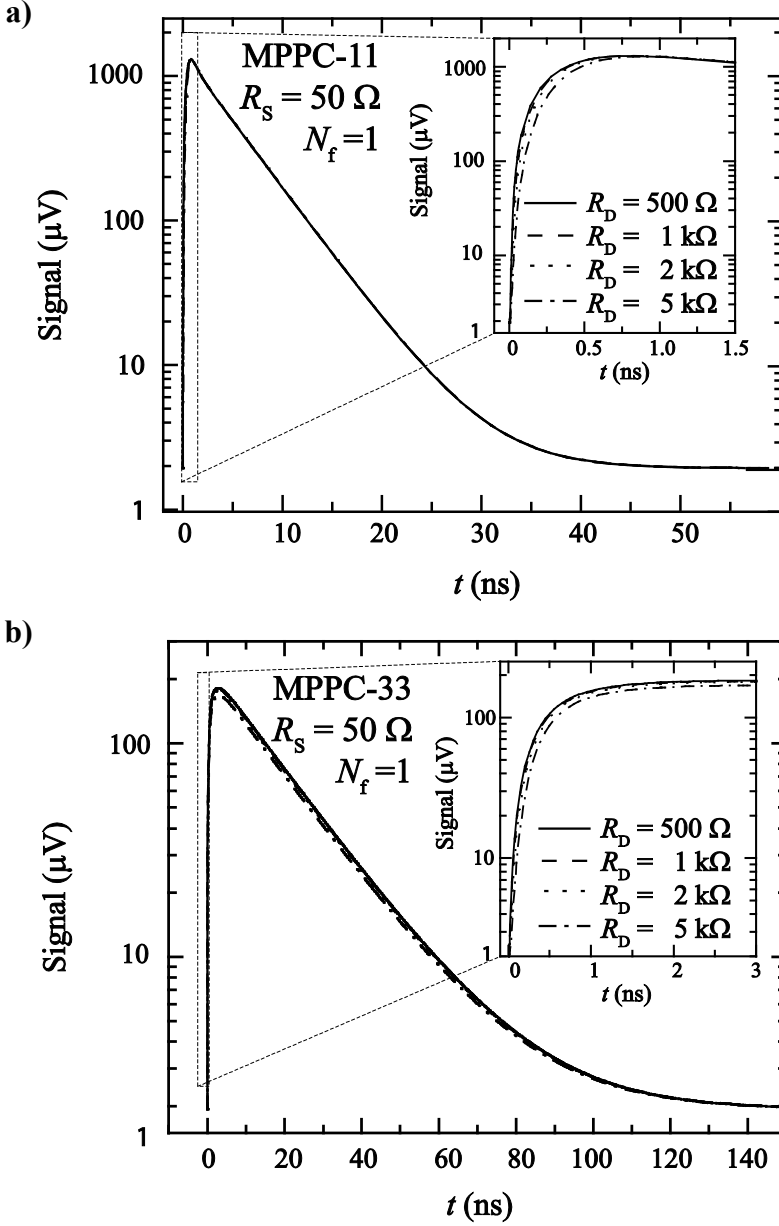 a)
MPPC-11
R_S = 50 Ω
N_f =1
Signal (μV)
1000
100
10
1
0 10 20 30 40 50
t (ns)
Signal (μV)
1000
100
10
1
R_D = 500 Ω
R_D = 1 kΩ
R_D = 2 kΩ
R_D = 5 kΩ
0 0.5 1.0 1.5
t (ns)
b)
MPPC-33
R_S = 50 Ω
N_f =1
Signal (μV)
100
10
1
0 20 40 60 80 100 120 140
t (ns)
Signal (μV)
100
10
1
R_D = 500 Ω
R_D = 1 kΩ
R_D = 2 kΩ
R_D = 5 kΩ
0 1 2 3
t (ns)